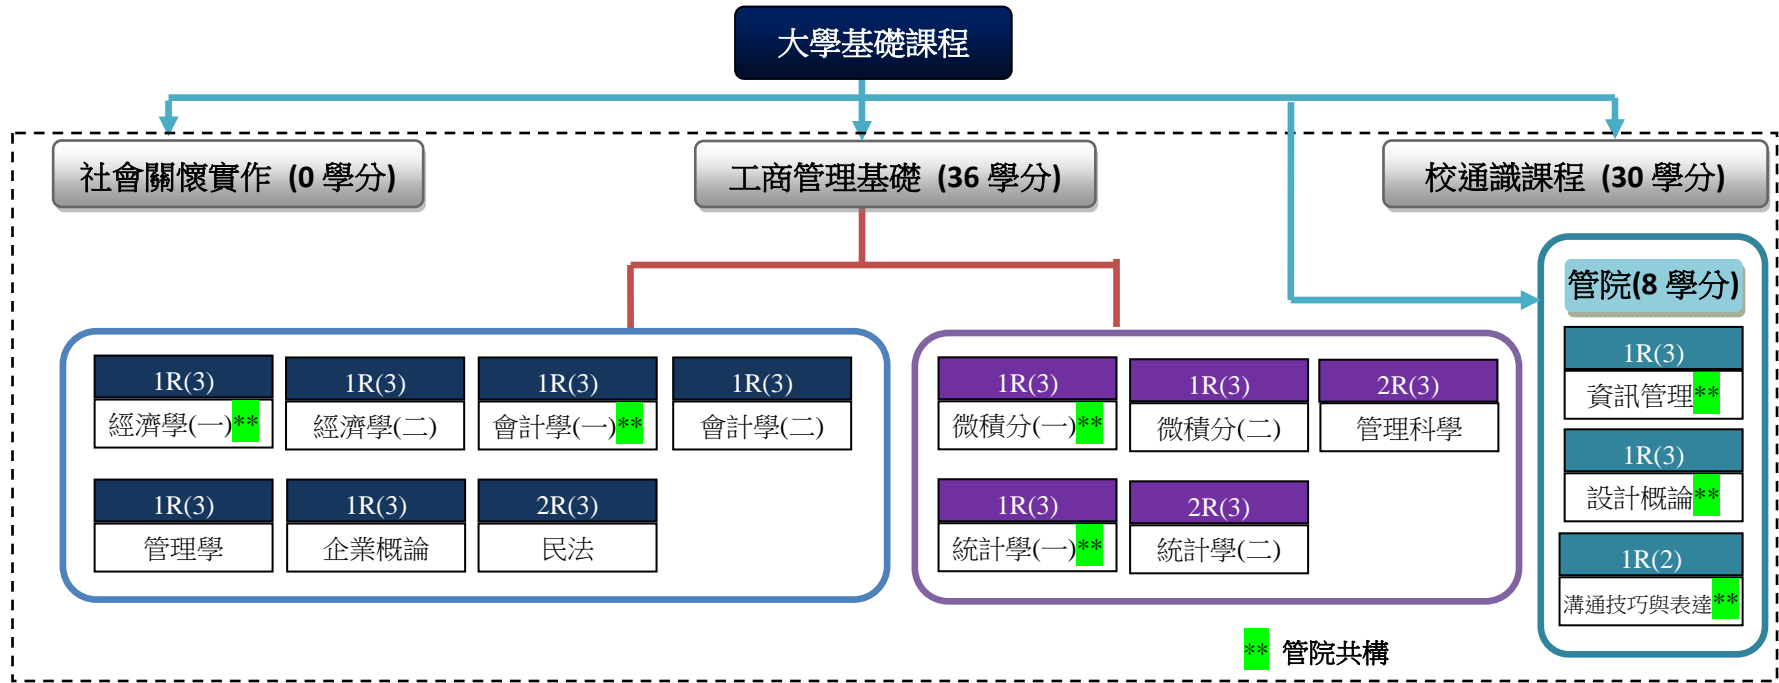 大學基礎課程
社會關懷實作 (0 學分)
工商管理基礎 (36 學分)
校通識課程 (30 學分)
1R(3)
經濟學(一)**
1R(3)
經濟學(二)
1R(3)
會計學(一)**
1R(3)
會計學(二)
1R(3)
管理學
1R(3)
企業概論
2R(3)
民法
1R(3)
微積分(一)**
1R(3)
微積分(二)
2R(3)
管理科學
1R(3)
統計學(一)**
2R(3)
統計學(二)
管院(8 學分)
1R(3)
資訊管理**
1R(3)
設計概論**
1R(2)
溝通技巧與表達**
** 管院共構